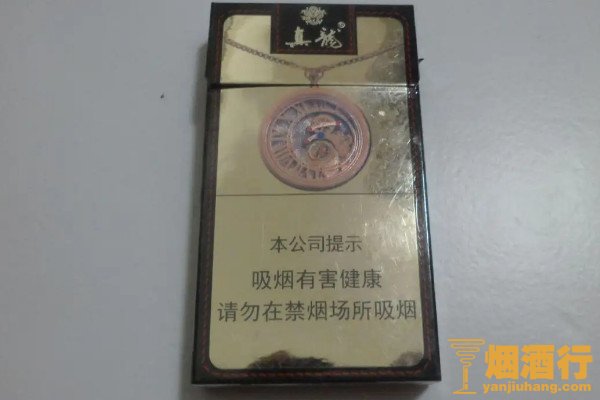 真龙
本公司提示
吸烟有害健康
请勿在禁烟场所吸烟
烟酒行
yanjiuhang.com